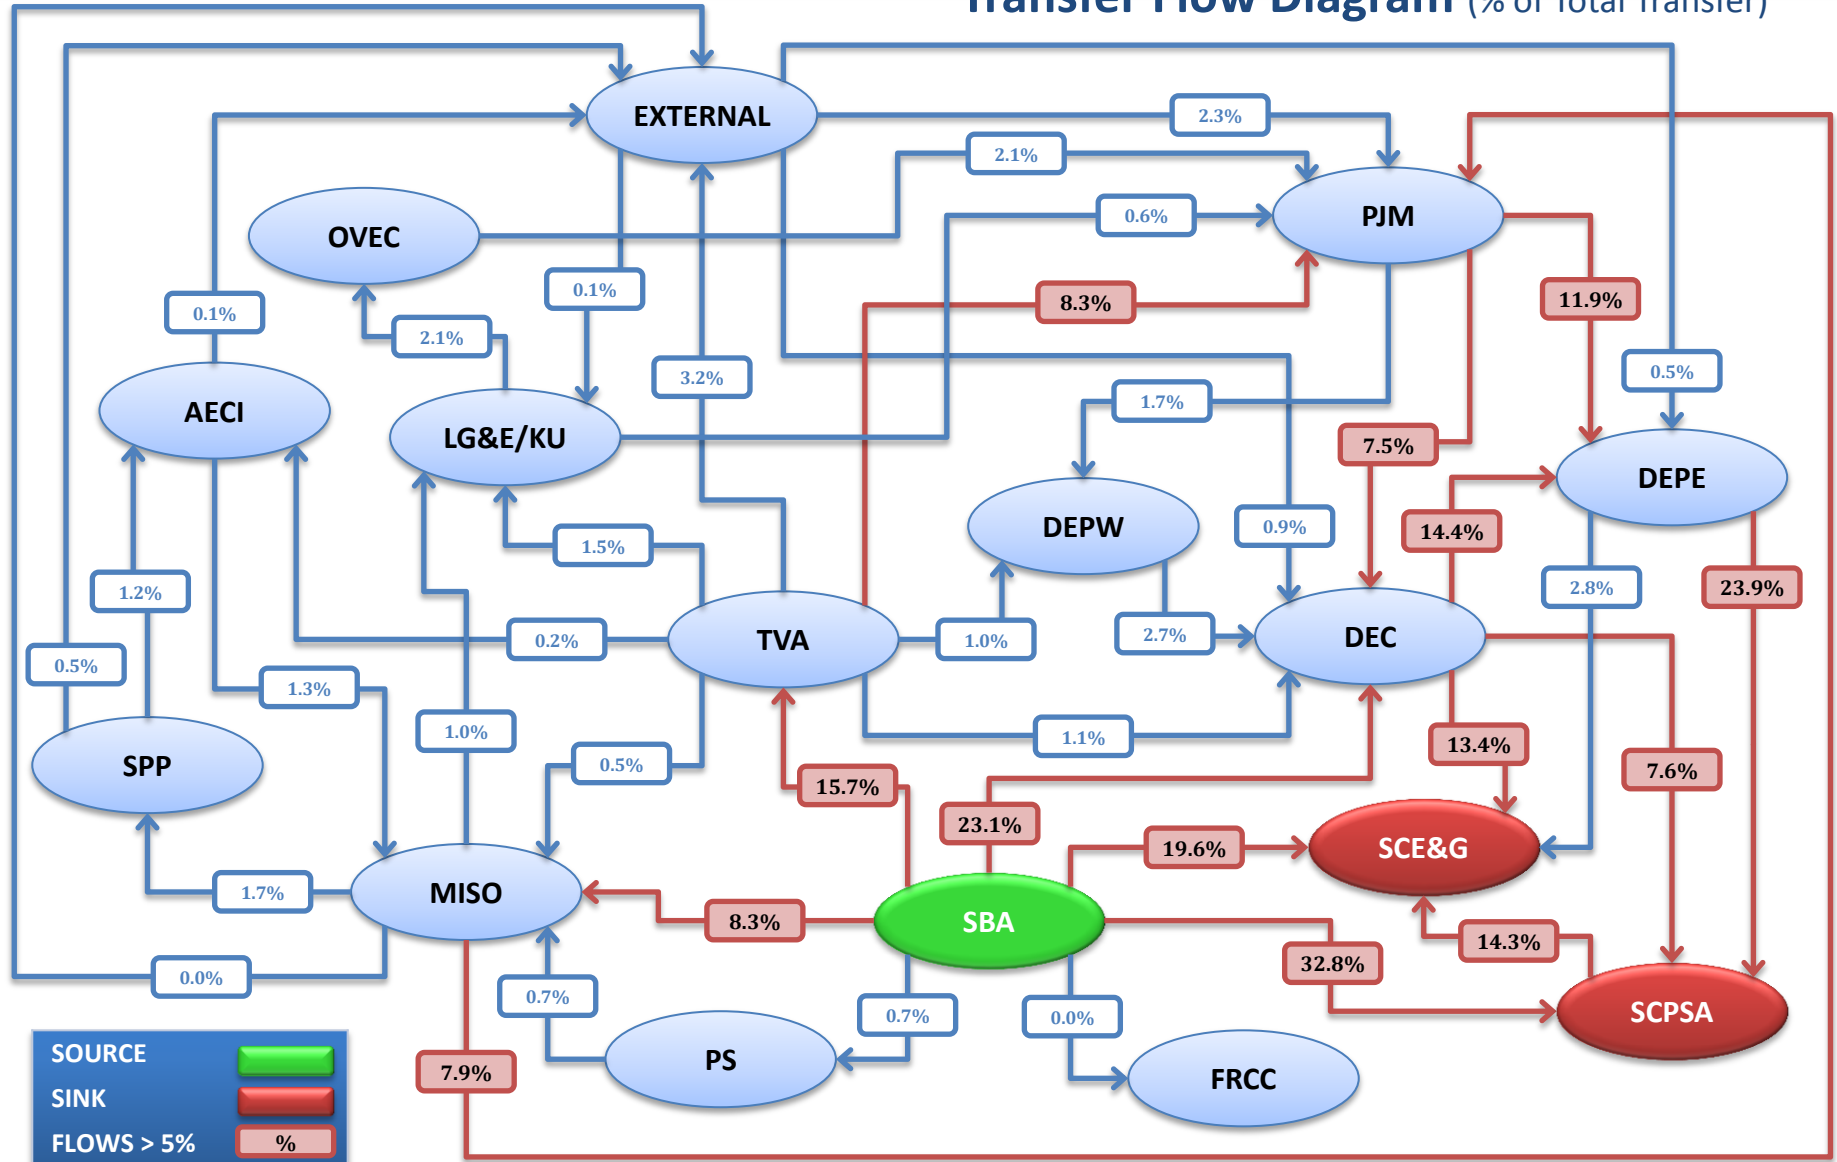 Transfer Flow Diagram (% of Total Transfer)
EXTERNAL
2.3%
2.1%
OVEC
0.6%
PJM
0.1%
0.1%
8.3%
11.9%
2.1%
3.2%
0.5%
1.7%
AECI
LG&E/KU
7.5%
DEPE
DEPW
0.9%
14.4%
1.5%
1.2%
2.8%
23.9%
0.2%
TVA
1.0%
2.7%
DEC
0.5%
1.3%
1.0%
1.1%
13.4%
SPP
0.5%
7.6%
15.7%
23.1%
19.6%
SCE&G
1.7%
MISO
8.3%
SBA
14.3%
32.8%
0.0%
0.7%
0.7%
0.0%
SCPSA
SOURCE
PS
7.9%
FRCC
SINK
FLOWS > 5%
%